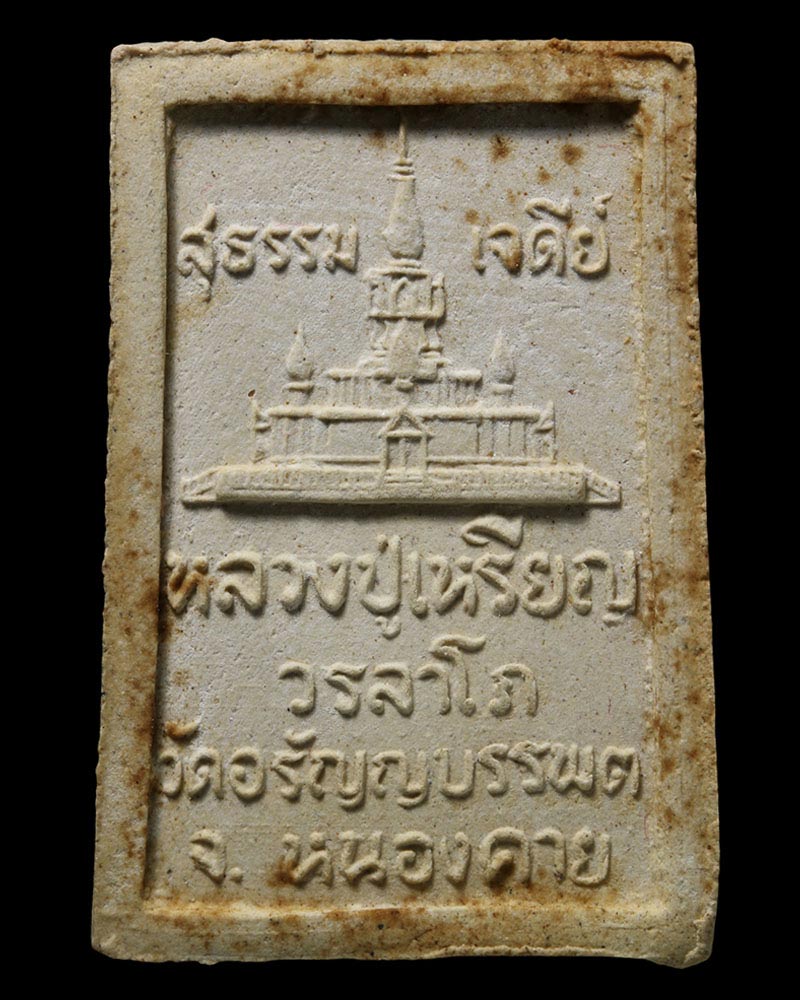 สุธรรม เจดีย์
หลวงปู่เหรียญ
วรลาโภ
วัดอรัญญบรรพต
จ. หนองคาย